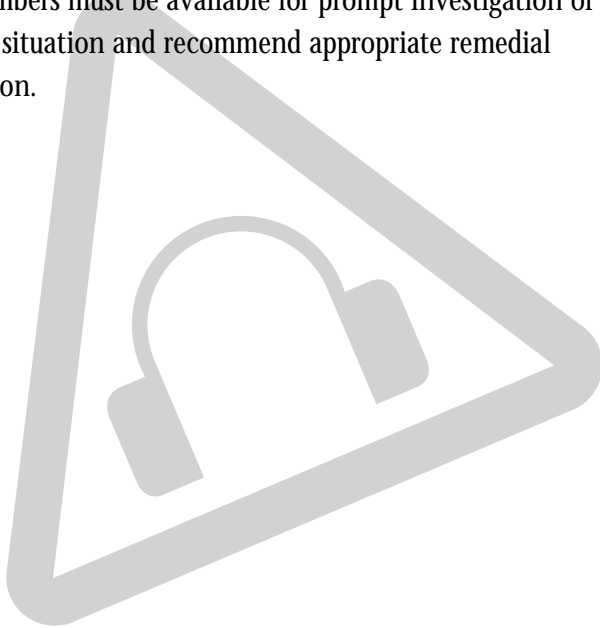 mbers must be available for prompt investigation of
situation and recommend appropriate remedial
on.